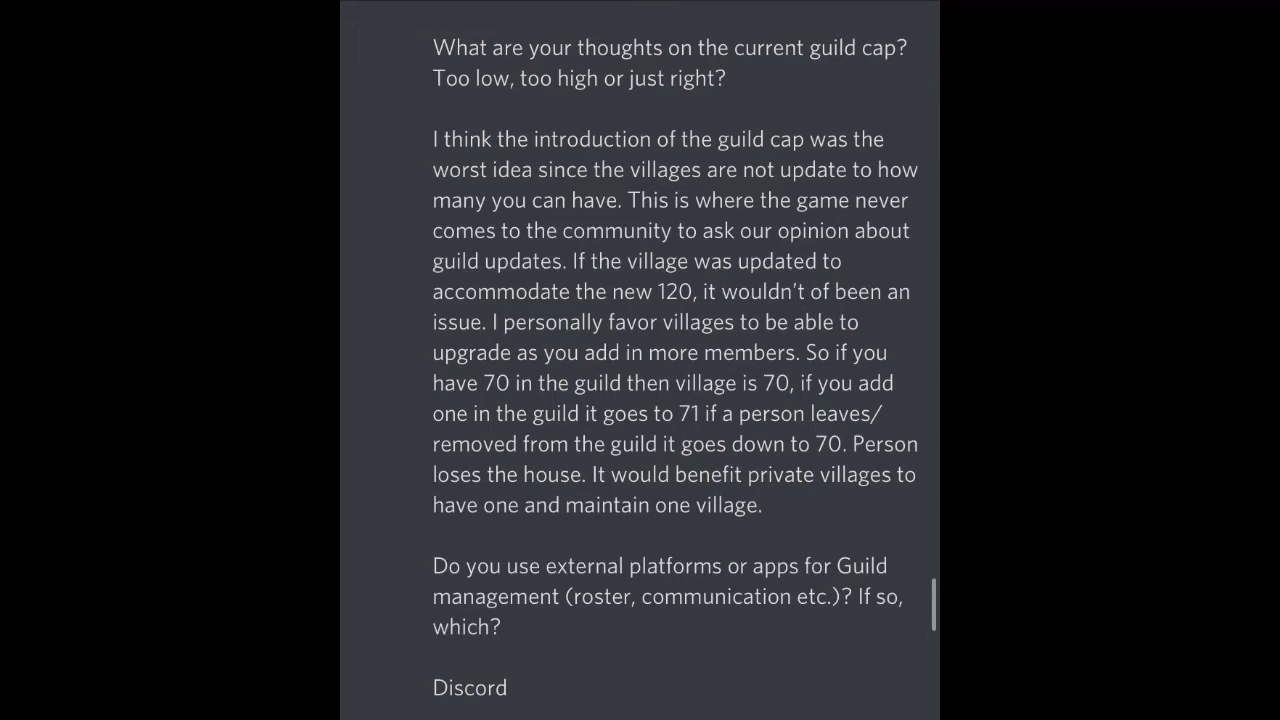 What are your thoughts on the current guild cap?
Too low, too high or just right?
I think the introduction of the guild cap was the
worst idea since the villages are not update to how
many you can have. This is where the game never
comes to the community to ask our opinion about
guild updates. If the village was updated to
accommodate the new 120, it wouldn't of been an
issue. I personally favor villages to be able to
upgrade as you add in more members. So if you
have 70 in the guild then village is 70, if you add
one in the guild it goes to 71 if a person leaves/
removed from the guild it goes down to 70. Person
loses the house. It would benefit private villages to
have one and maintain one village.
Do you use external platforms or apps for Guild
management (roster, communication etc.)? If so,
which?
Discord